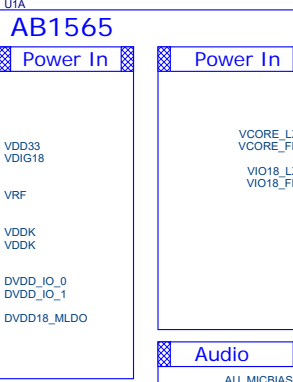 U1A
AB1565
Power In
VDD33
VDIG18
VRF
VDDK
VDDK
DVDD_IO_0
DVDD_IO_1
DVDD18_MLDO
Power In
VCORE_L
VCORE_F
VIO18_L
VIO18_F
Audio
AU_MICBIAS